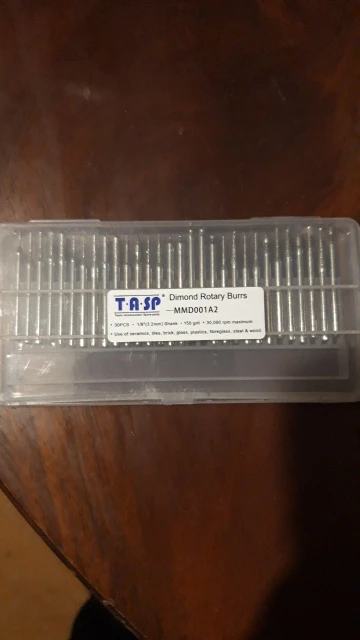 T·A·SP
Dimond Rotary Burrs
—MMD001A2
• 30PCS - 1/8"(3.2mm) Shank • 150 grit • 30,000 rpm maximum
• Use of ceramics, tiles, brick, glass, plastics, fibreglass, steel & wood